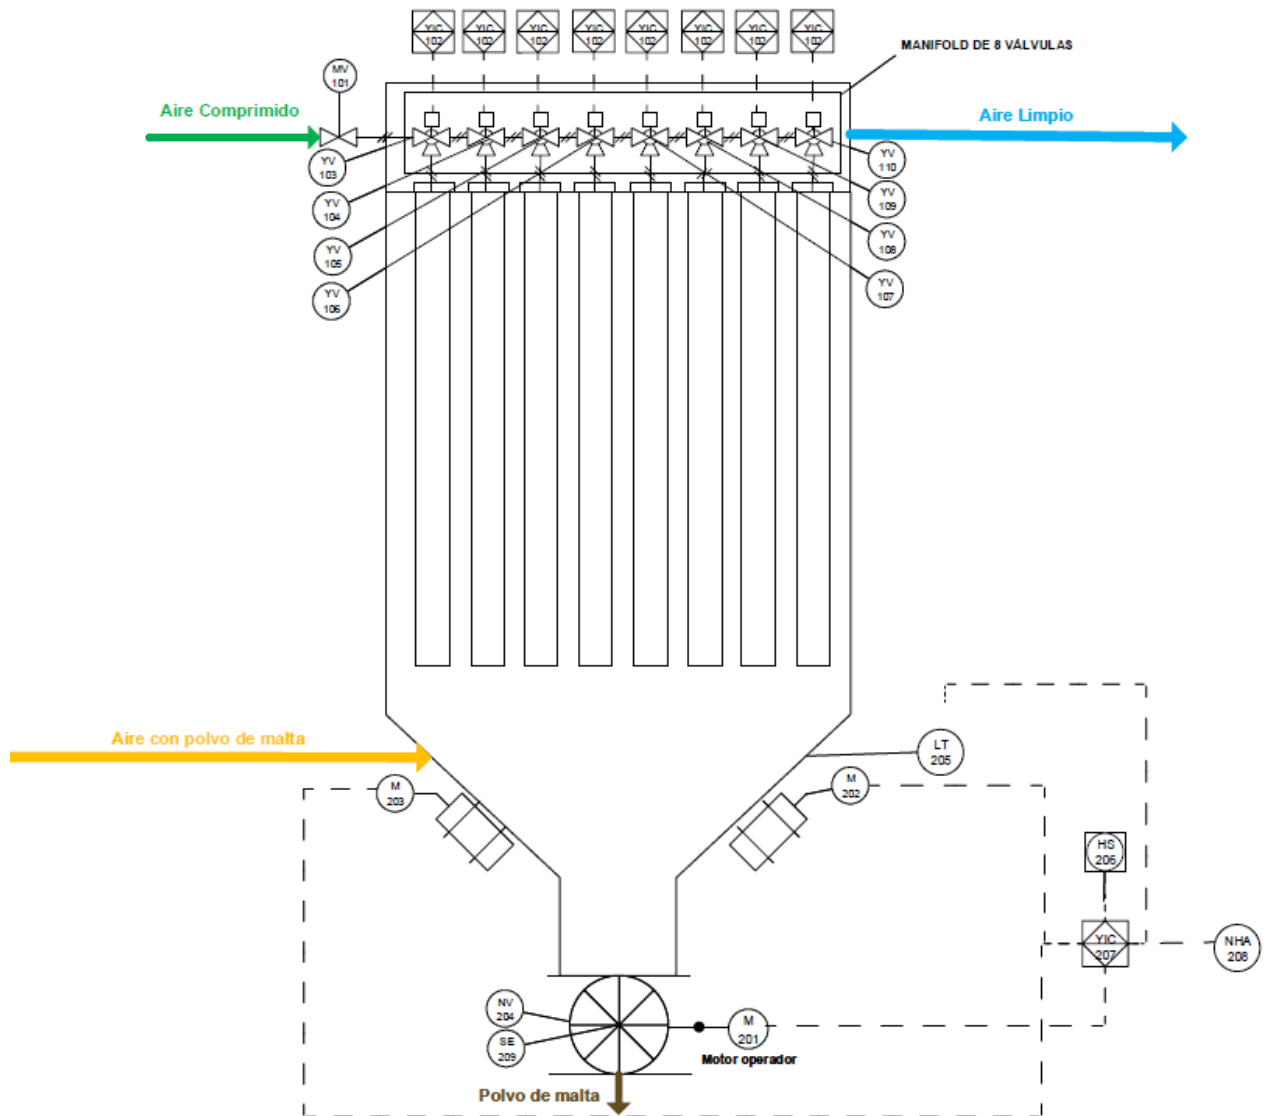 YIC YIC YIC YIC YIC YIC YIC YIC
102 102 102 102 102 102 102 102
MANIFOLD DE 8 VÁLVULAS
MV
101
Aire Comprimido
Aire Limpio
YV
103
YV
110
YV
104
YV
109
YV
105
YV
108
YV
106
YV
107
Aire con polvo de malta
LT
205
M
203
M
202
HS
206
YIC
207
NHA
208
NV
204
SE
209
M
201
Motor operador
Polvo de malta